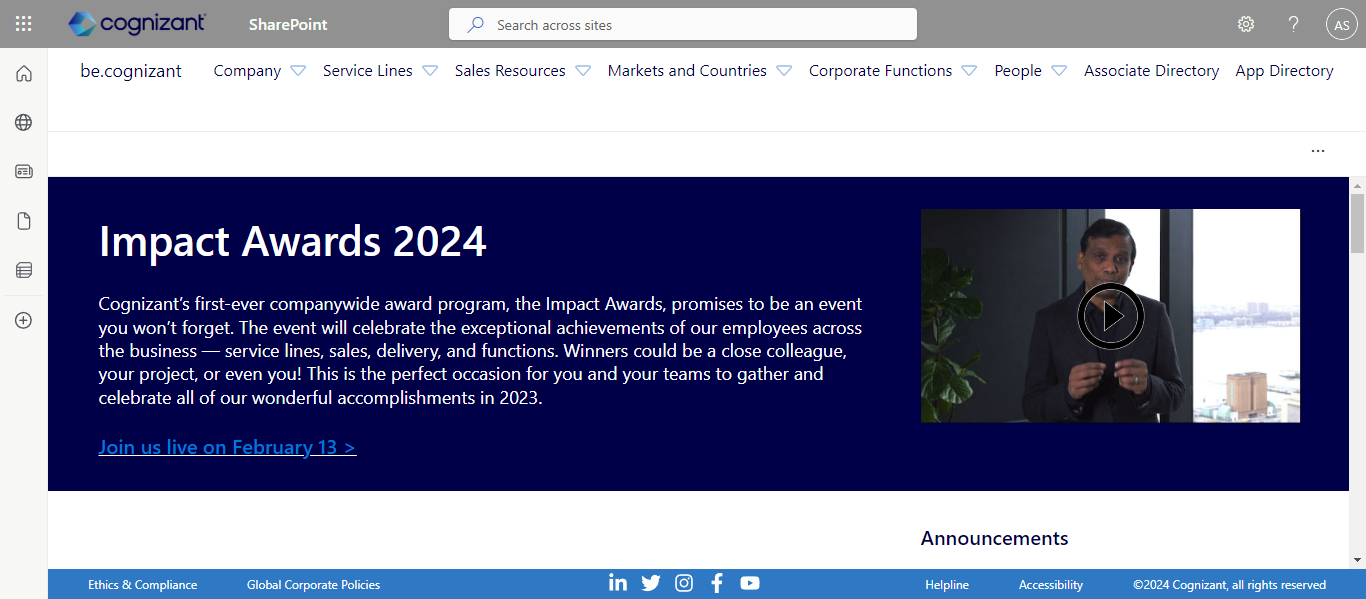 cognizant
SharePoint
Search across sites
?
AS
be.cognizant
Company
Service Lines
Sales Resources
Markets and Countries
Corporate Functions
People
Associate Directory
App Directory
...
Impact Awards 2024
Cognizant’s first-ever companywide award program, the Impact Awards, promises to be an event
you won’t forget. The event will celebrate the exceptional achievements of our employees across
the business — service lines, sales, delivery, and functions. Winners could be a close colleague,
your project, or even you! This is the perfect occasion for you and your teams to gather and
celebrate all of our wonderful accomplishments in 2023.
Join us live on February 13 >
Announcements
Ethics & Compliance
Global Corporate Policies
Helpline
Accessibility
©2024 Cognizant, all rights reserved